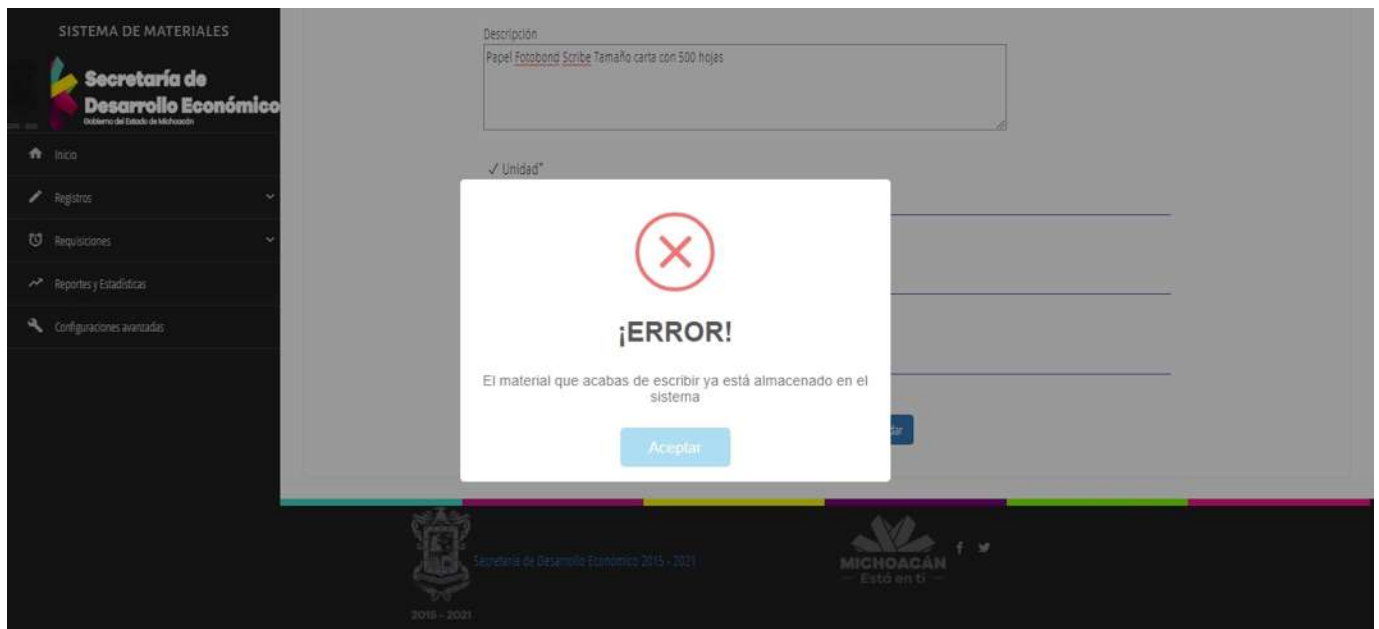 SISTEMA DE MATERIALES
Secretaría de
Desarrollo Económico
Gobierno del Estado de Michoacán
Inicio
Registros
Requisiciones
Reportes y Estadísticas
Configuraciones avanzadas
Descripción
Papel Fotobond Scribe Tamaño carta con 500 hojas
✓ Unidad*
¡ERROR!
El material que acabas de escribir ya está almacenado en el
sistema
Aceptar
Secretaría de Desarrollo Económico 2015 - 2021
2015 - 2021
MICHOACÁN
Está en ti